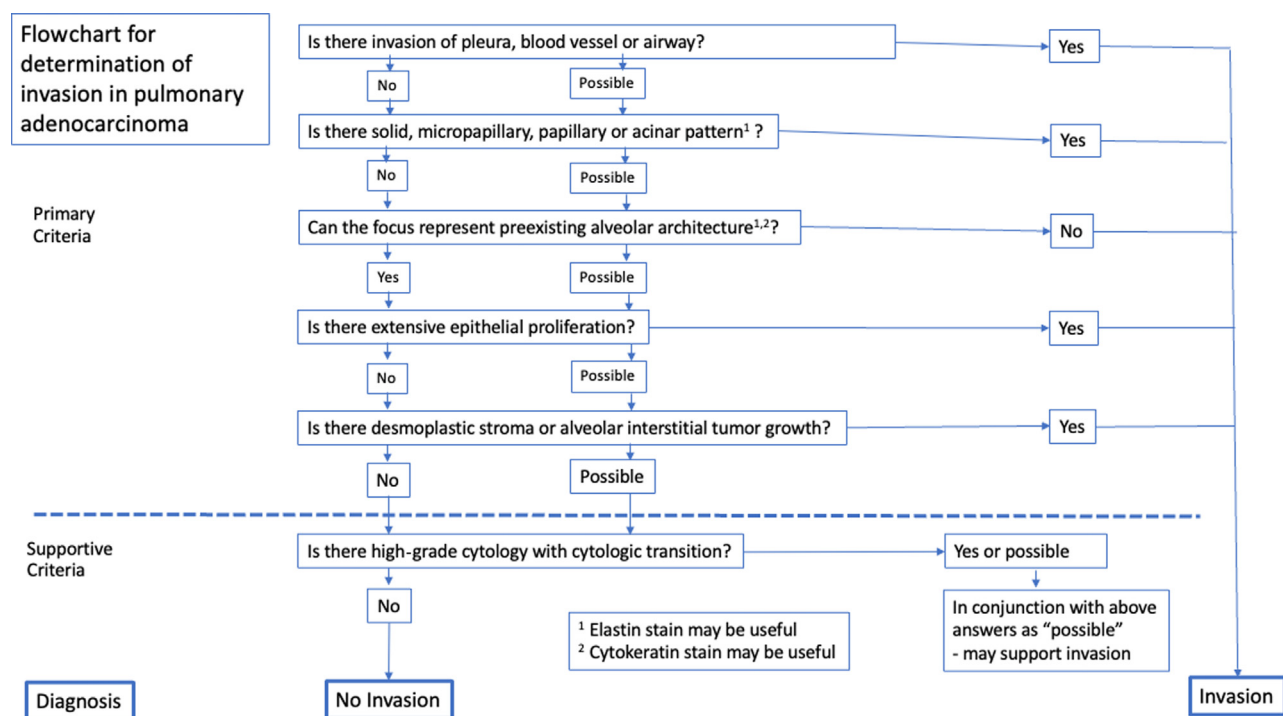 Flowchart for
determination of
invasion in pulmonary
adenocarcinoma
Is there invasion of pleura, blood vessel or airway?
Yes
No
Possible
Is there solid, micropapillary, papillary or acinar pattern¹ ?
Yes
No
Possible
Primary
Criteria
Can the focus represent preexisting alveolar architecture¹,²?
No
Yes
Possible
Is there extensive epithelial proliferation?
Yes
No
Possible
Is there desmoplastic stroma or alveolar interstitial tumor growth?
Yes
No
Possible
Supportive
Criteria
Is there high-grade cytology with cytologic transition?
Yes or possible
No
In conjunction with above
answers as “possible”
- may support invasion
¹ Elastin stain may be useful
² Cytokeratin stain may be useful
Diagnosis
No Invasion
Invasion